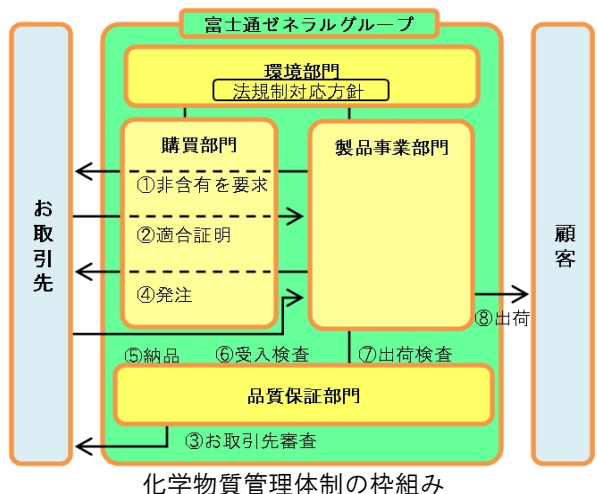 富士通ゼネラルグループ
環境部門
法規制対応方針
購買部門
製品事業部門
お取引先
顧客
①非含有を要求
②適合証明
④発注
⑧出荷
⑤納品
⑥受入検査
⑦出荷検査
品質保証部門
③お取引先審査
化学物質管理体制の枠組み